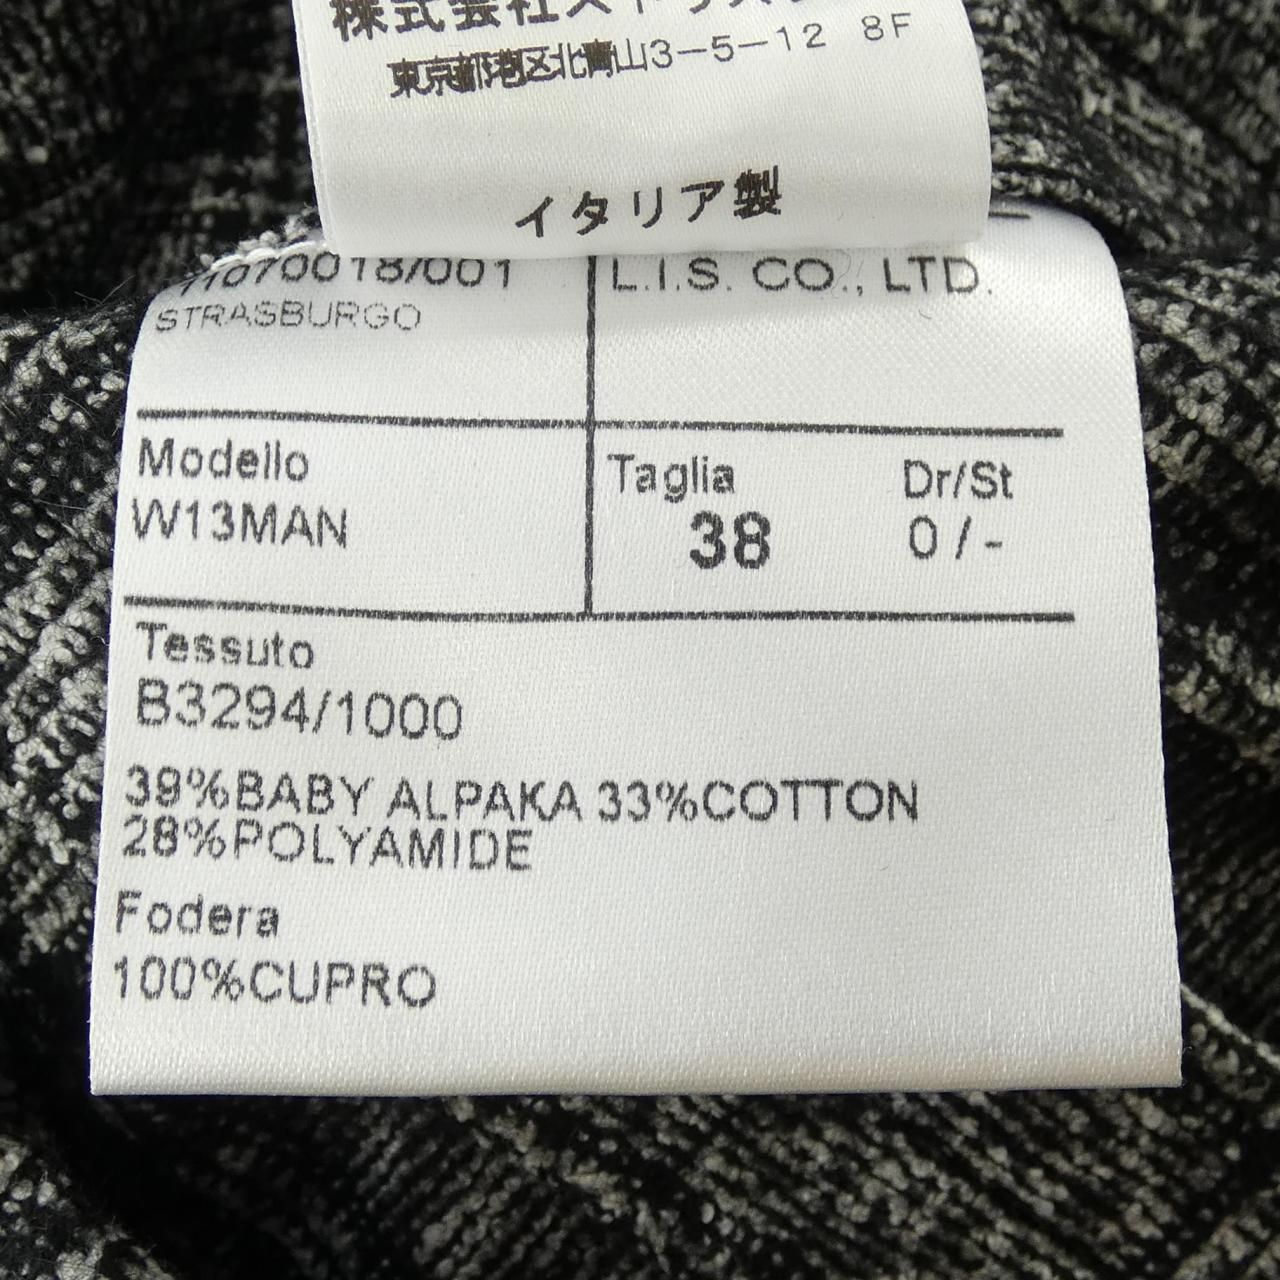 株式会社ストラスブ
東京都港区北青山3-5-12 8F
イタリア製
070018/001
STRASBURGO
L.I.S. CO., LTD.
Modello
W13MAN
Taglia
38
Dr/St
0 / -
Tessuto
B3294/1000
39%BABY ALPAKA 33%COTTON
28%POLYAMIDE
Fodera
100%CUPRO